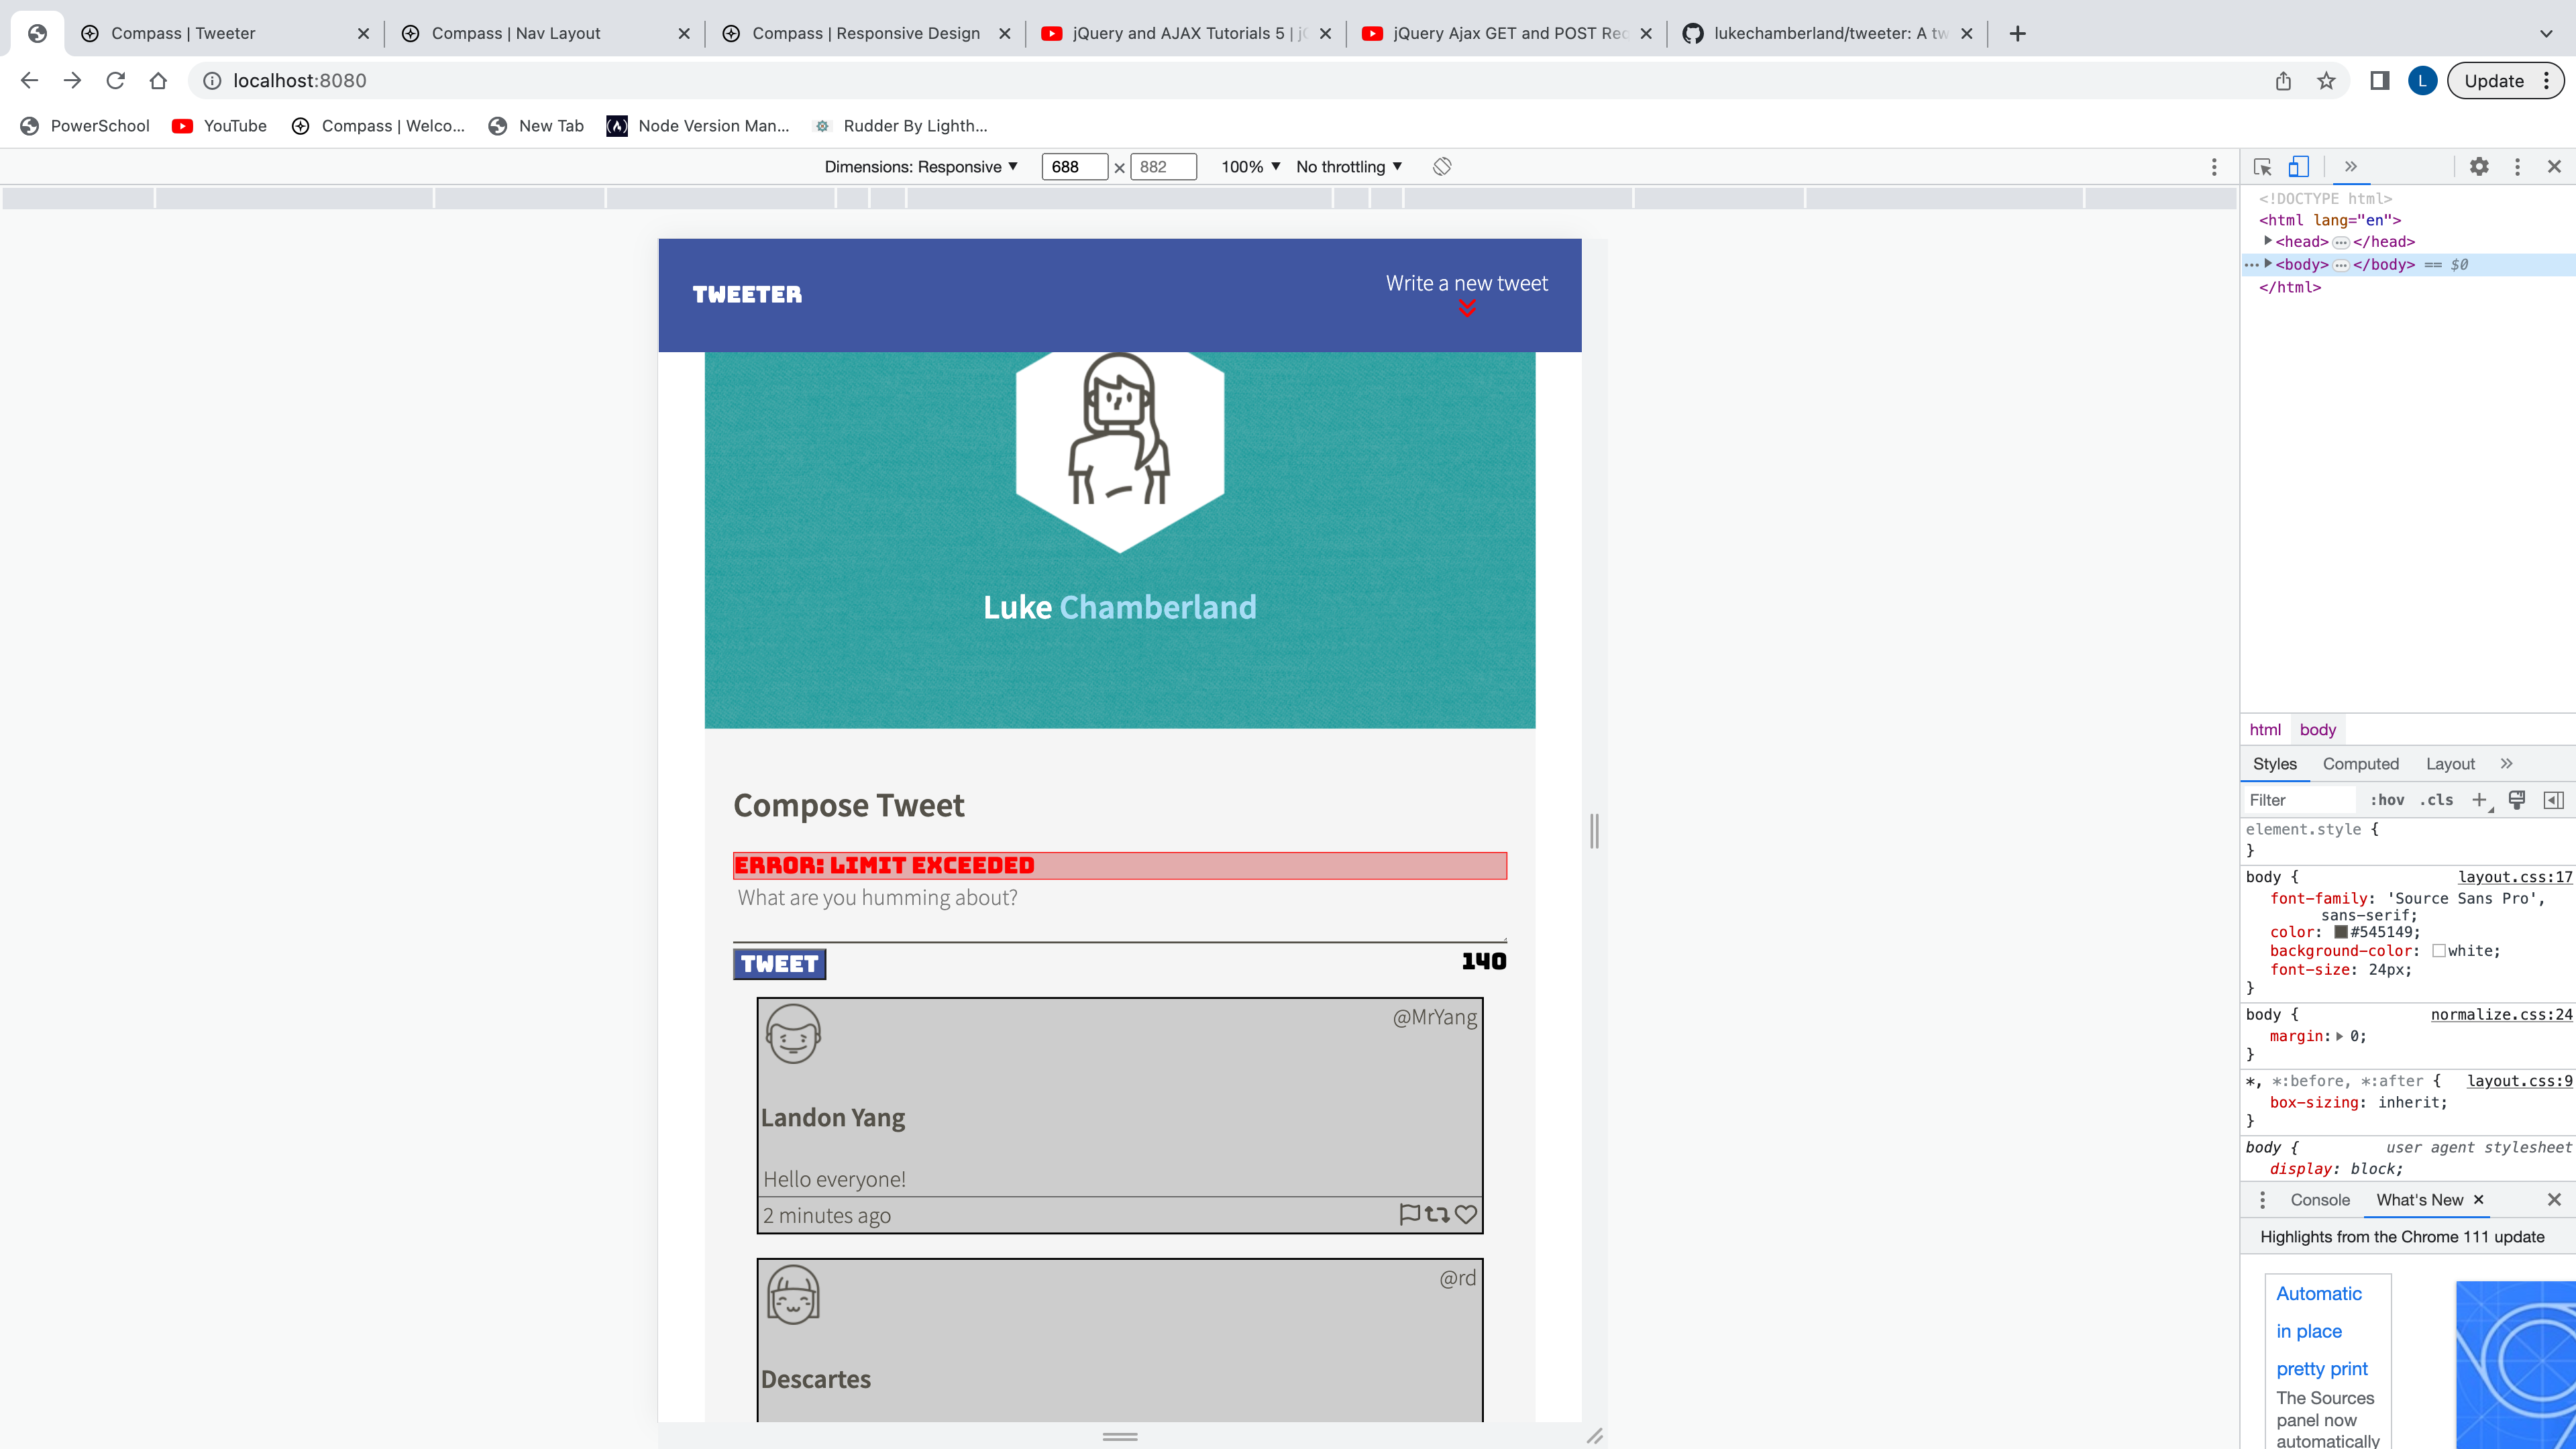 Compass | Tweeter
Compass | Nav Layout
Compass | Responsive Design
jQuery and AJAX Tutorials 5 | j
jQuery Ajax GET and POST Rec
lukechamberland/tweeter: A tw
localhost:8080
L
Update
PowerSchool
YouTube
Compass | Welco...
New Tab
Node Version Man...
Rudder By Lighth...
Dimensions: Responsive
688 × 882
100%
No throttling
TWEETER
Write a new tweet
Luke Chamberland
Compose Tweet
ERROR: LIMIT EXCEEDED
What are you humming about?
TWEET
140
@MrYang
Landon Yang
Hello everyone!
2 minutes ago
@rd
Descartes
<!DOCTYPE html>
<html lang="en">
<head> ••• </head>
••• <body> ••• </body> == $0
</html>
html body
Styles Computed Layout
Filter :hov .cls
element.style {
}
body { layout.css:17
font-family: 'Source Sans Pro',
sans-serif;
color: #545149;
background-color: white;
font-size: 24px;
}
body { normalize.css:24
margin: 0;
}
*, *:before, *:after { layout.css:9
box-sizing: inherit;
}
body { user agent stylesheet
display: block;
Console What's New
Highlights from the Chrome 111 update
Automatic
in place
pretty print
The Sources
panel now
automatically